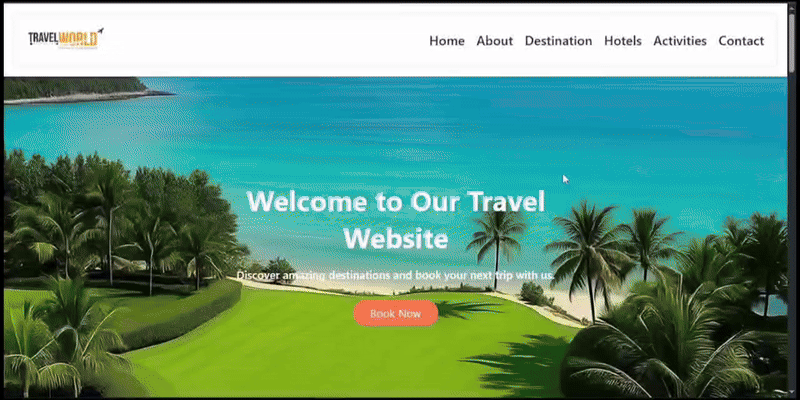 TRAVELWORLD
Home About Destination Hotels Activities Contact
Welcome to Our Travel
Website
Discover amazing destinations and book your next trip with us.
Book Now